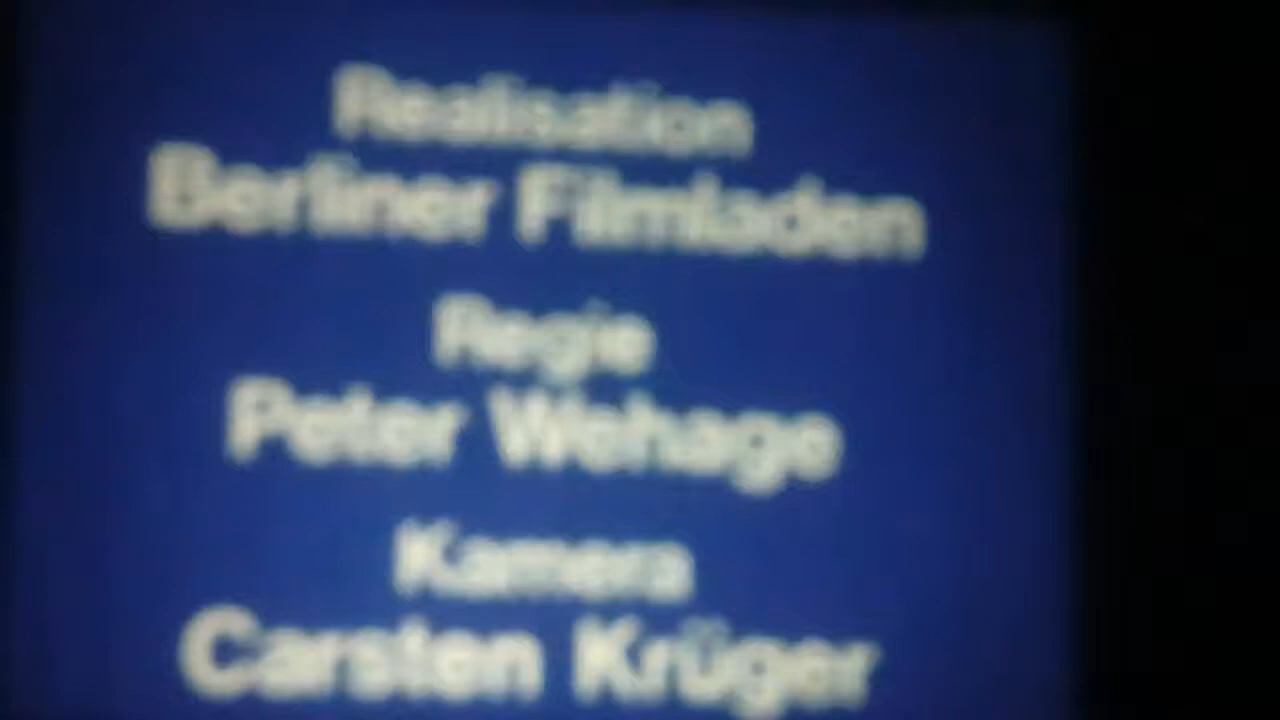 Realisation
Berliner Filmladen
Regie
Peter Wehage
Kamera
Carsten Krüger